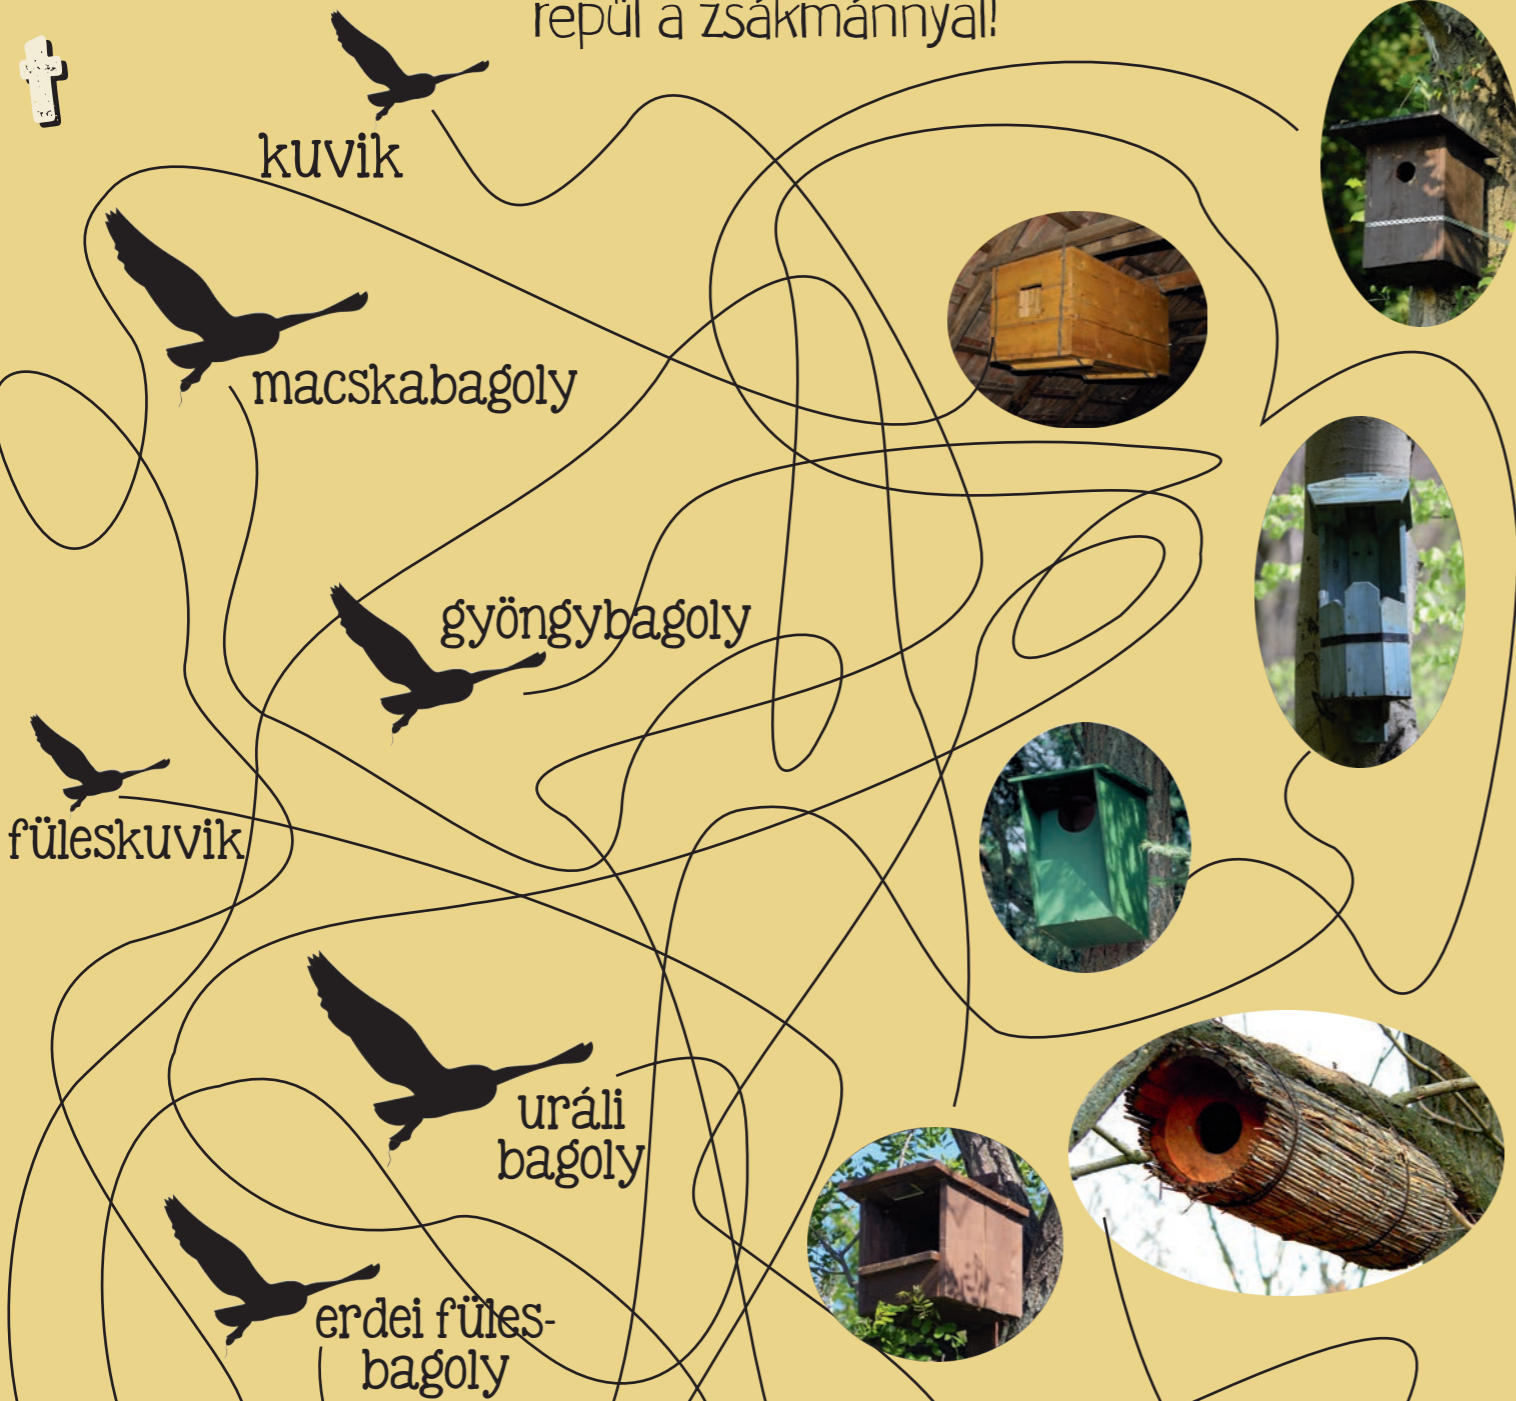 repül a zsákmánnyal!
kuvik
macskabagoly
gyöngybagoly
füleskuvik
uráli
bagoly
erdei füles-
bagoly